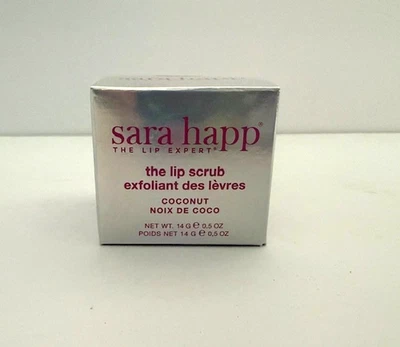 sara happ®
THE LIP EXPERT®
the lip scrub
exfoliant des lèvres
COCONUT
NOIX DE COCO
NET WT. 14 G ℮ 0,5 OZ
POIDS NET 14 G ℮ 0,5 OZ